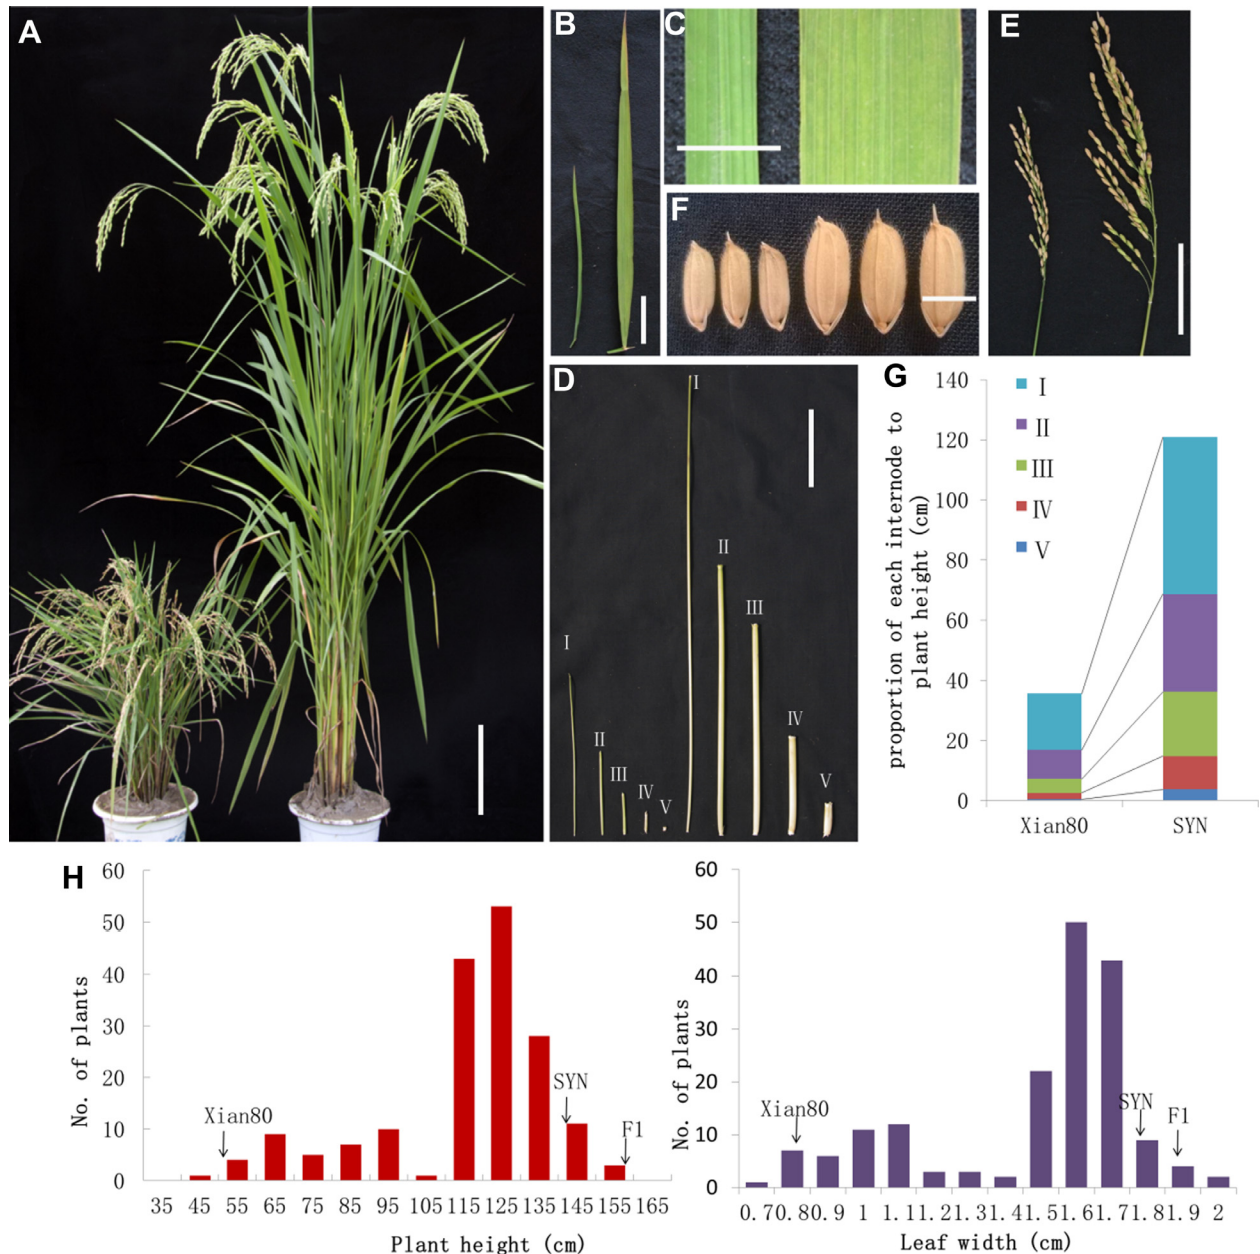 A
B
C
E
F
D
I
II
III
IV
V
I
II
III
IV
V
G
proportion of each internode to
plant height (cm)
140
120
100
80
60
40
20
0
I
II
III
IV
V
Xian80
SYN
H
No. of plants
60
50
40
30
20
10
0
Xian80
SYN
F1
35 45 55 65 75 85 95 105 115 125 135 145 155 165
Plant height (cm)
No. of plants
60
50
40
30
20
10
0
Xian80
SYN
F1
0.7 0.8 0.9 1 1.1 1.2 1.3 1.4 1.5 1.6 1.7 1.8 1.9 2
Leaf width (cm)